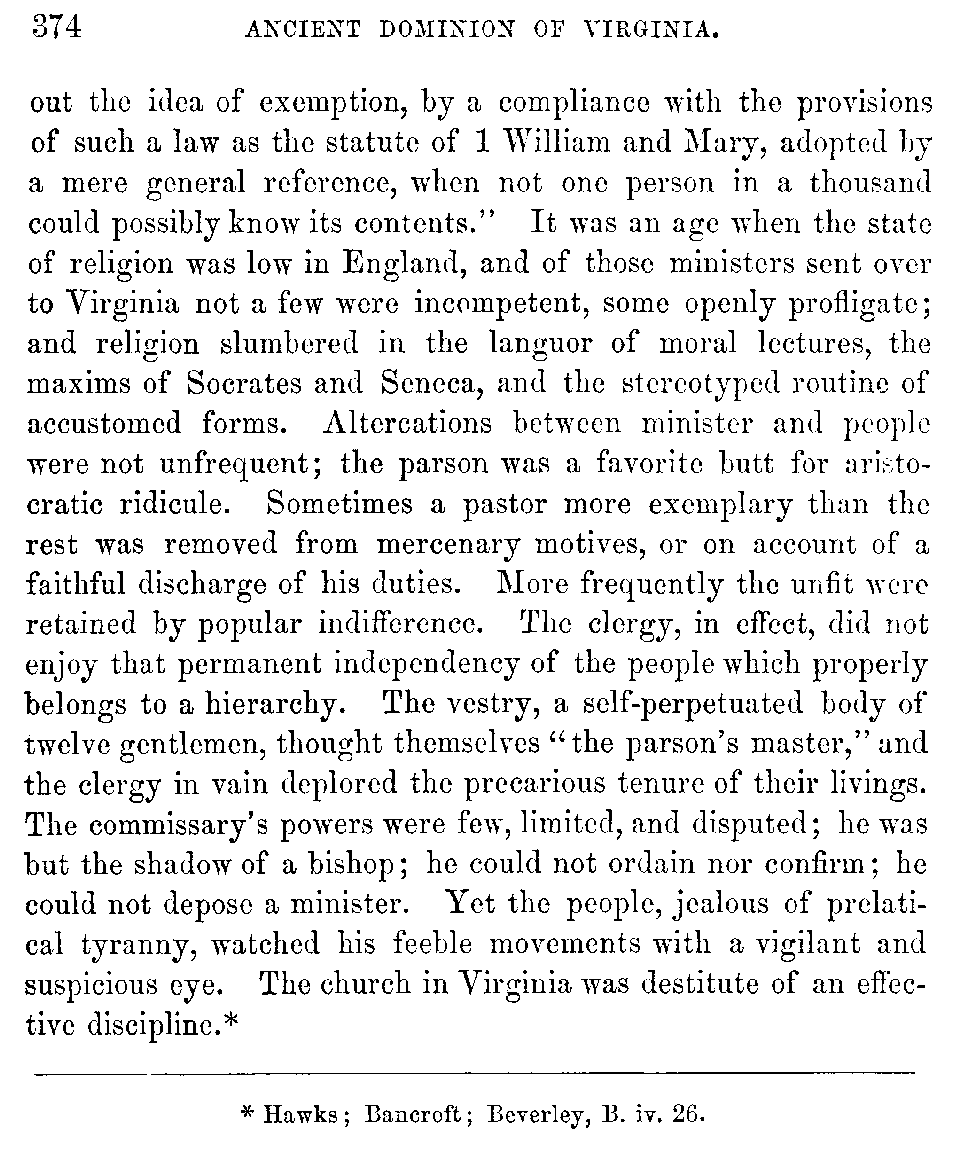 374 ANCIENT DOMINION OF VIRGINIA.
out the idea of exemption, by a compliance with the provisions
of such a law as the statute of 1 William and Mary, adopted by
a mere general reference, when not one person in a thousand
could possibly know its contents." It was an age when the state
of religion was low in England, and of those ministers sent over
to Virginia not a few were incompetent, some openly profligate;
and religion slumbered in the languor of moral lectures, the
maxims of Socrates and Seneca, and the stereotyped routine of
accustomed forms. Altercations between minister and people
were not unfrequent; the parson was a favorite butt for aristo-
cratic ridicule. Sometimes a pastor more exemplary than the
rest was removed from mercenary motives, or on account of a
faithful discharge of his duties. More frequently the unfit were
retained by popular indifference. The clergy, in effect, did not
enjoy that permanent independency of the people which properly
belongs to a hierarchy. The vestry, a self-perpetuated body of
twelve gentlemen, thought themselves "the parson's master," and
the clergy in vain deplored the precarious tenure of their livings.
The commissary's powers were few, limited, and disputed; he was
but the shadow of a bishop; he could not ordain nor confirm; he
could not depose a minister. Yet the people, jealous of prelati-
cal tyranny, watched his feeble movements with a vigilant and
suspicious eye. The church in Virginia was destitute of an effec-
tive discipline.*
* Hawks; Bancroft; Beverley, B. iv. 26.